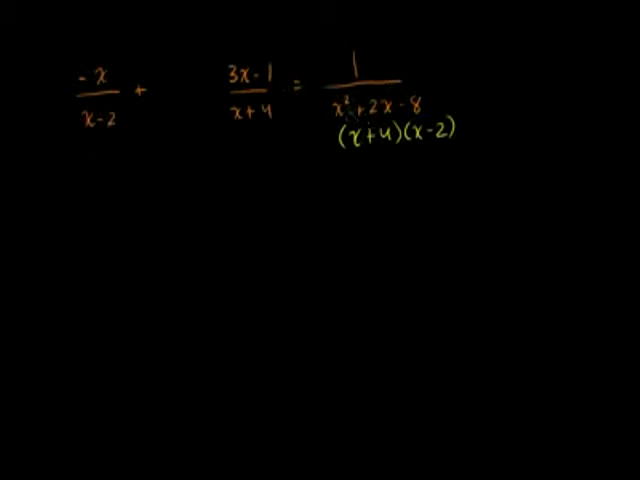 -x/(x-2) + (3x-1)/(x+4) = 1/(x²+2x-8)
(x+4)(x-2)